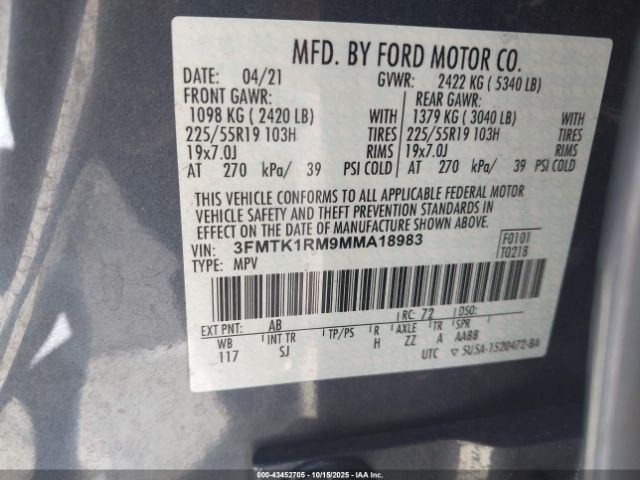 MFD. BY FORD MOTOR CO.
DATE: 04/21 GVWR: 2422 KG ( 5340 LB)
FRONT GAWR: REAR GAWR:
1098 KG ( 2420 LB) WITH 1379 KG ( 3040 LB) WITH
225/55R19 103H TIRES 225/55R19 103H TIRES
19x7.0J RIMS 19x7.0J RIMS
AT 270 kPa/ 39 PSI COLD AT 270 kPa/ 39 PSI COLD
THIS VEHICLE CONFORMS TO ALL APPLICABLE FEDERAL MOTOR
VEHICLE SAFETY AND THEFT PREVENTION STANDARDS IN
EFFECT ON THE DATE OF MANUFACTURE SHOWN ABOVE.
VIN: 3FMTK1RM9MMA18983 F0101
TYPE: MPV T0218
EXT PNT: AB RC: 72 DSO:
WB INT TR TP/PS R AXLE TR SPR
117 SJ H ZZ A AABB
UTC ▽ 5U5A-1520472-BA
000-43452705 - 10/15/2025 - IAAI.COM